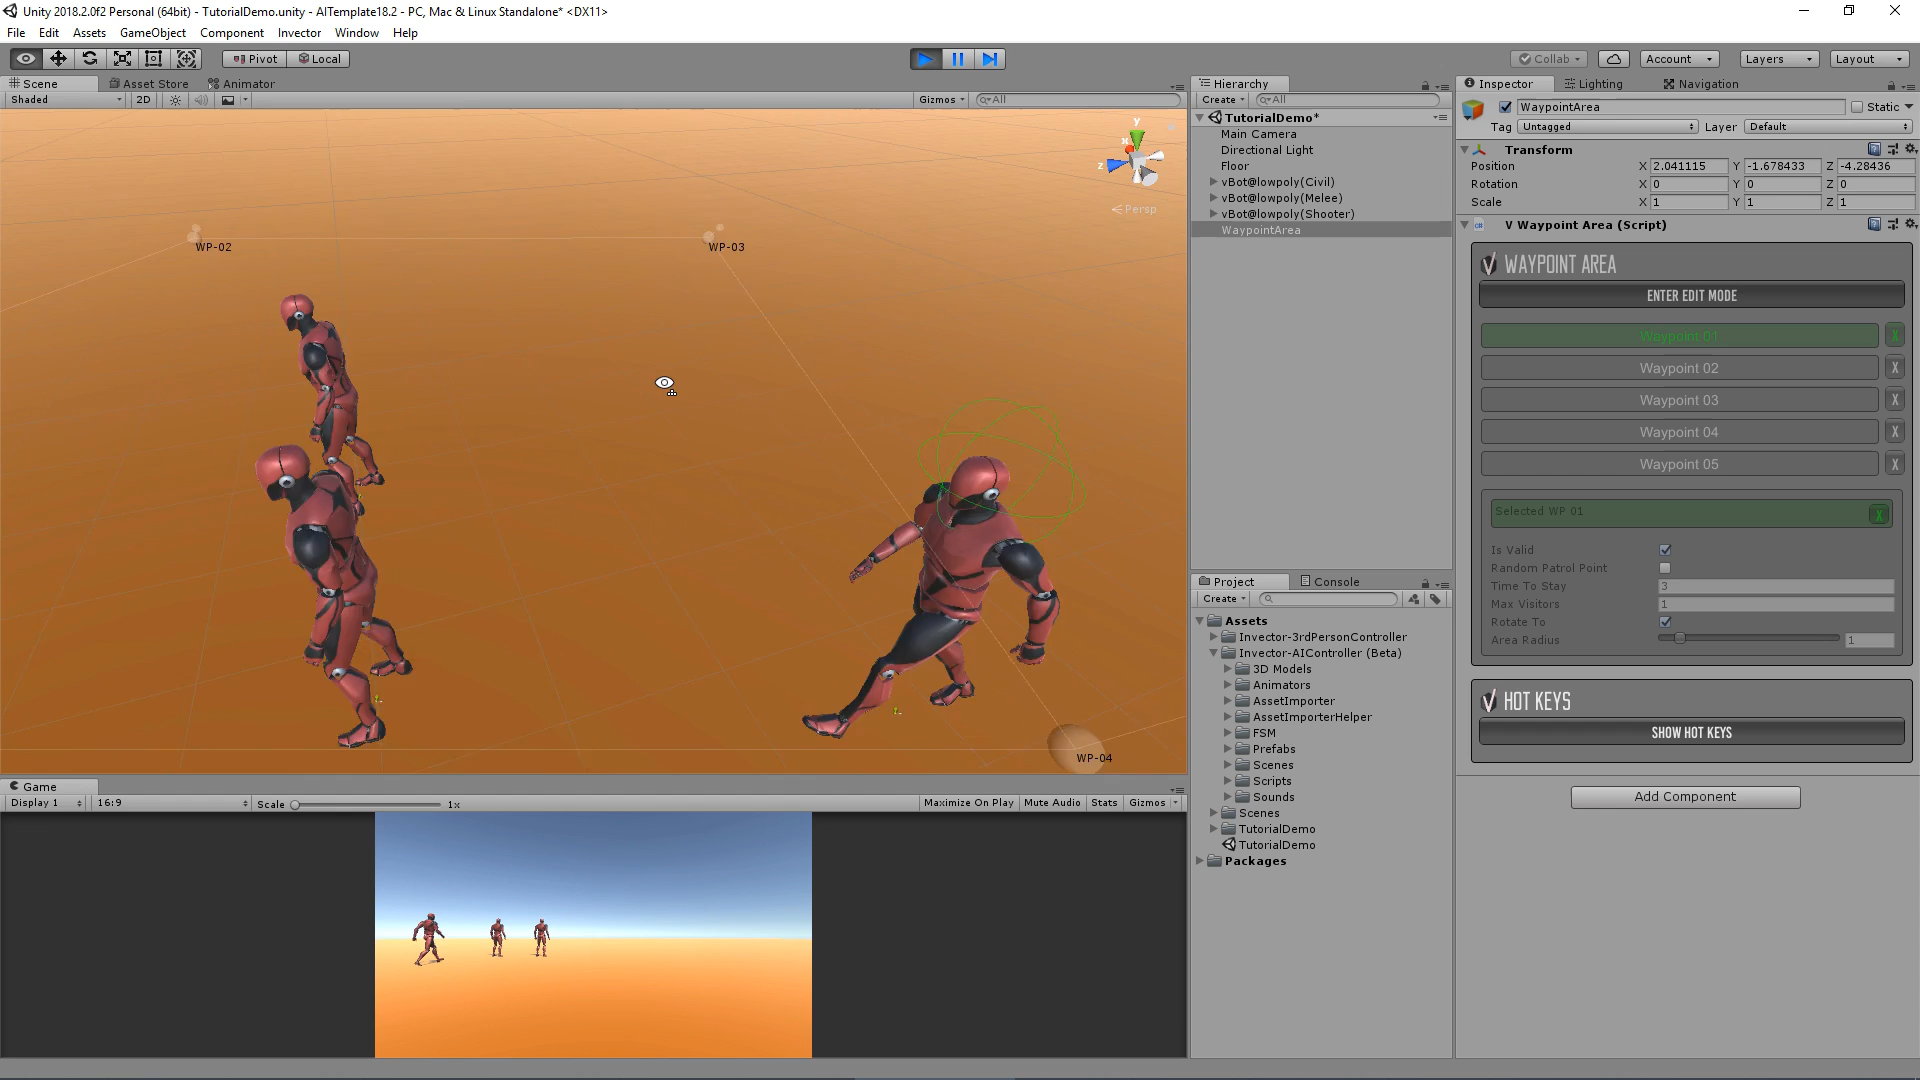 Unity 2018.2.0f2 Personal (64bit) - TutorialDemo.unity - AITemplate18.2 - PC, Mac & Linux Standalone* <DX11>
File Edit Assets GameObject Component Invector Window Help
Pivot Local
Collab Account Layers Layout
Scene Asset Store Animator
Shaded 2D Gizmos All
y
x
z
Persp
WP-02
WP-03
WP-04
Game
Display 1 16:9 Scale 1x Maximize On Play Mute Audio Stats Gizmos
Hierarchy
Create All
TutorialDemo*
Main Camera
Directional Light
Floor
vBot@lowpoly(Civil)
vBot@lowpoly(Melee)
vBot@lowpoly(Shooter)
WaypointArea
Project Console
Create
Assets
Invector-3rdPersonController
Invector-AIController (Beta)
3D Models
Animators
AssetImporter
AssetImporterHelper
FSM
Prefabs
Scenes
Scripts
Sounds
Scenes
TutorialDemo
TutorialDemo
Packages
Inspector Lighting Navigation
WaypointArea Static
Tag Untagged Layer Default
Transform
Position X 2.041115 Y -1.678433 Z -4.28436
Rotation X 0 Y 0 Z 0
Scale X 1 Y 1 Z 1
V Waypoint Area (Script)
WAYPOINT AREA
ENTER EDIT MODE
Waypoint 01 X
Waypoint 02 X
Waypoint 03 X
Waypoint 04 X
Waypoint 05 X
Selected WP 01 X
Is Valid
Random Patrol Point
Time To Stay 3
Max Visitors 1
Rotate To
Area Radius 1
HOT KEYS
SHOW HOT KEYS
Add Component